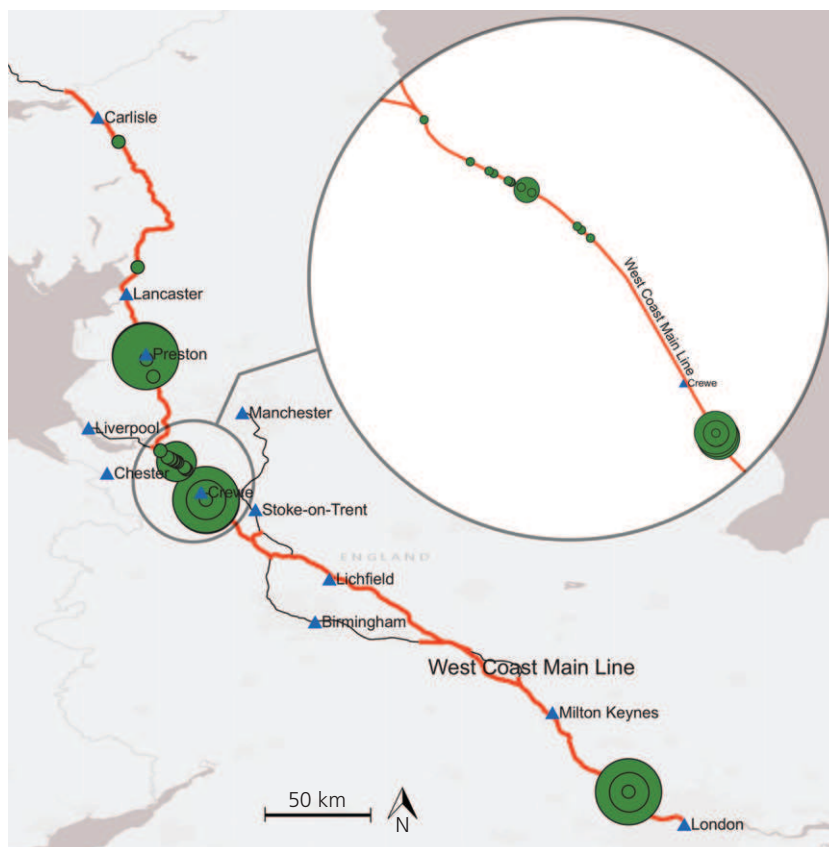 Carlisle
Lancaster
Preston
Liverpool
Manchester
Chester
Crewe
Stoke-on-Trent
ENGLAND
Lichfield
Birmingham
West Coast Main Line
Milton Keynes
London
50 km
N
West Coast Main Line
Crewe